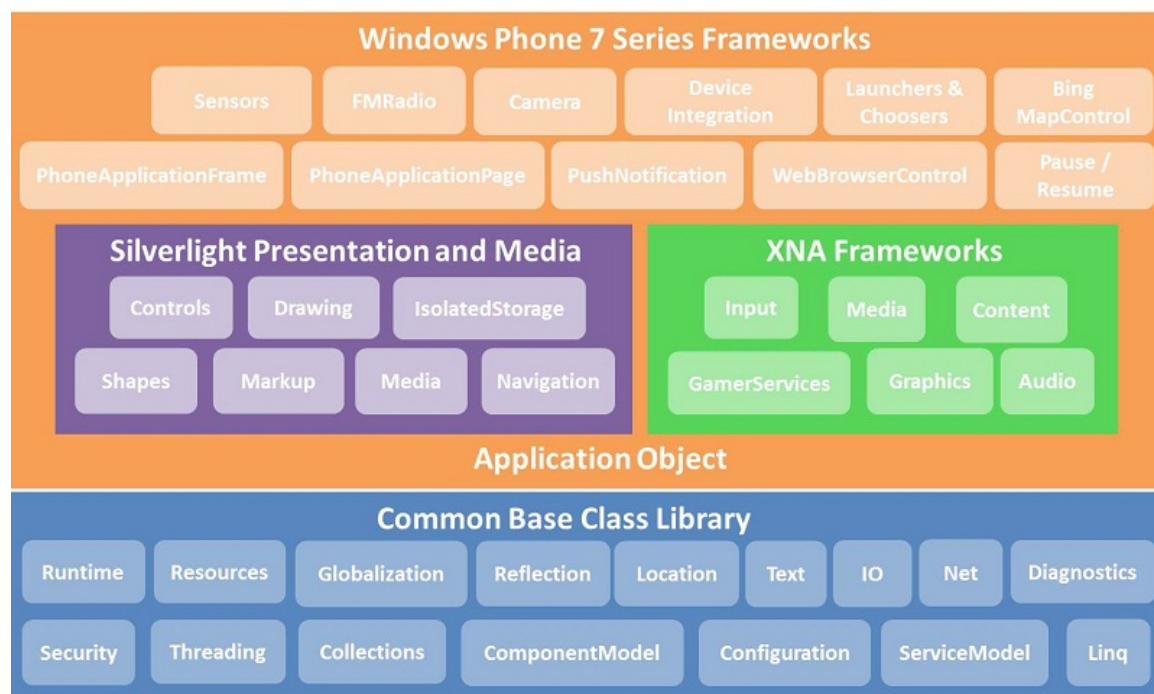 Windows Phone 7 Series Frameworks
Sensors
FMRadio
Camera
Device
Integration
Launchers &
Choosers
Bing
MapControl
PhoneApplicationFrame
PhoneApplicationPage
PushNotification
WebBrowserControl
Pause /
Resume
Silverlight Presentation and Media
Controls
Drawing
IsolatedStorage
Shapes
Markup
Media
Navigation
XNA Frameworks
Input
Media
Content
GamerServices
Graphics
Audio
Application Object
Common Base Class Library
Runtime
Resources
Globalization
Reflection
Location
Text
IO
Net
Diagnostics
Security
Threading
Collections
ComponentModel
Configuration
ServiceModel
Linq